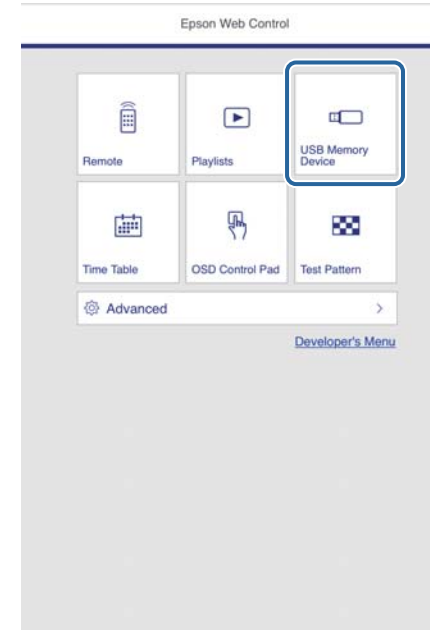 Epson Web Control
Remote
Playlists
USB Memory
Device
Time Table
OSD Control Pad
Test Pattern
Advanced
Developer's Menu